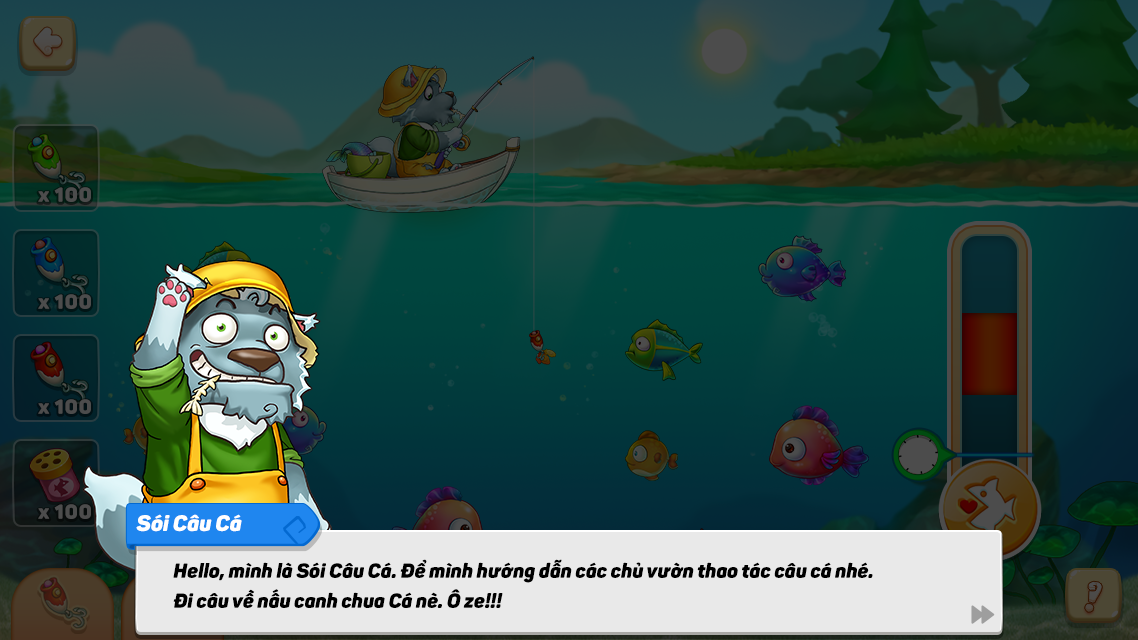 x100
x100
x100
x100
Sói Câu Cá
Hello, mình là Sói Câu Cá. Để mình hướng dẫn các chủ vườn thao tác câu cá nhé.
Đi câu về nấu canh chua Cá nè. Ô ze!!!